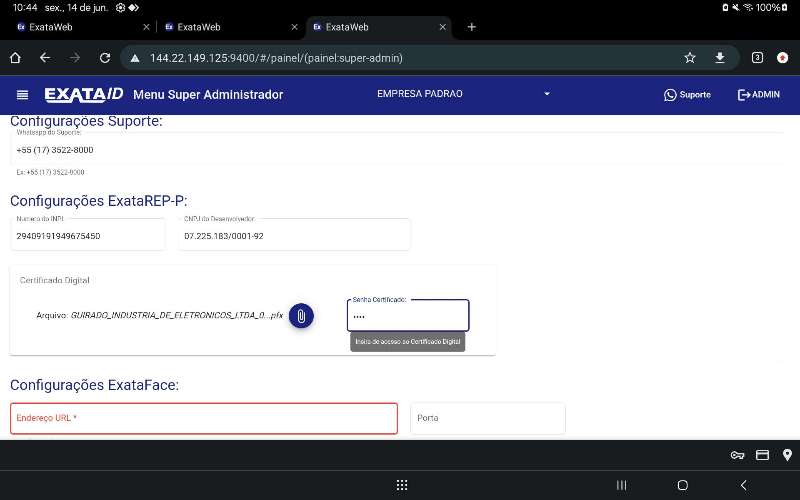 10:44 sex., 14 de jun. 100%
ExataWeb ExataWeb ExataWeb
144.22.149.125:9400/#/painel/(painel:super-admin) 3
EXATA ID Menu Super Administrador EMPRESA PADRAO Suporte ADMIN
Configurações Suporte:
Whatsapp do Suporte:
+55 (17) 3522-8000
Ex: +55 (17) 3522-8000
Configurações ExataREP-P:
Numero do INPI: CNPJ do Desenvolvedor:
29409191949675450 07.225.183/0001-92
Certificado Digital
Senha Certificado:
Arquivo: GUIRADO_INDUSTRIA_DE_ELETRONICOS_LTDA_0...pfx ••••
Insira de acesso ao Certificado Digital
Configurações ExataFace:
Endereço URL * Porta